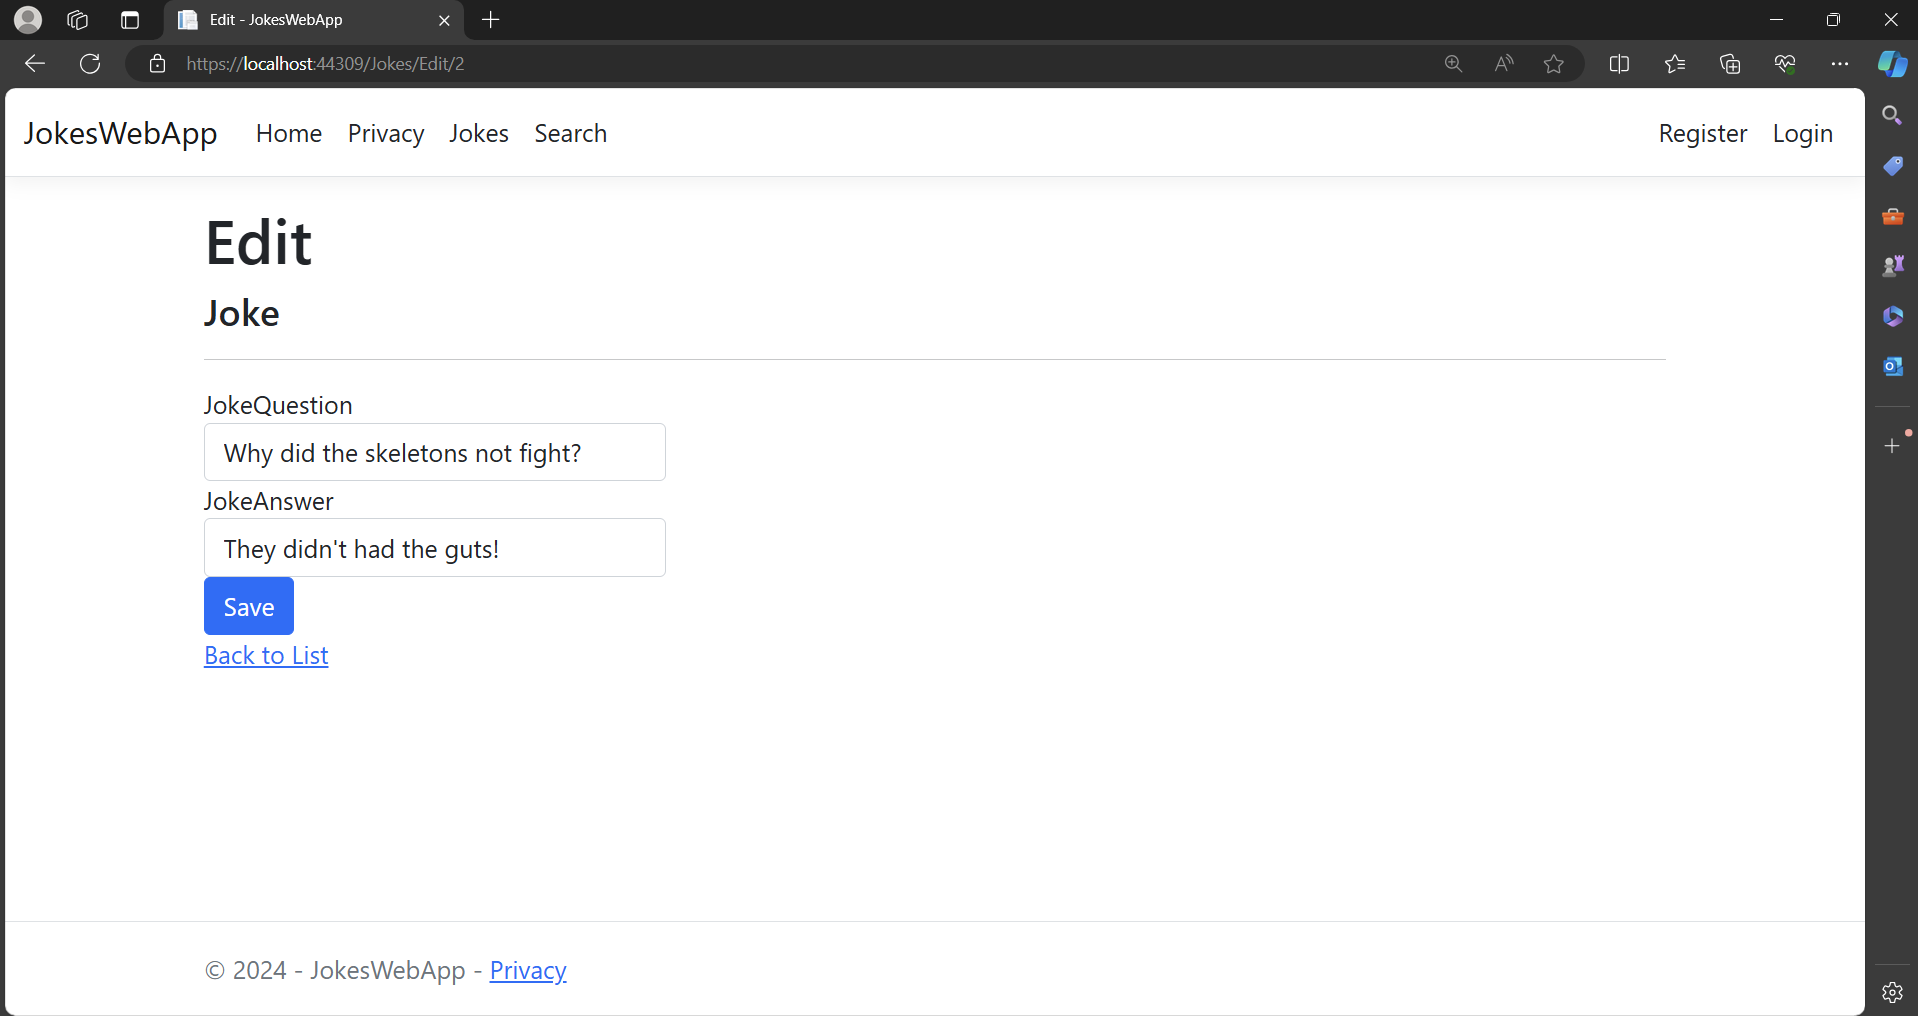 Edit - JokesWebApp
https://localhost:44309/Jokes/Edit/2
JokesWebApp Home Privacy Jokes Search Register Login
Edit
Joke
JokeQuestion
Why did the skeletons not fight?
JokeAnswer
They didn't had the guts!
Save
Back to List
© 2024 - JokesWebApp - Privacy